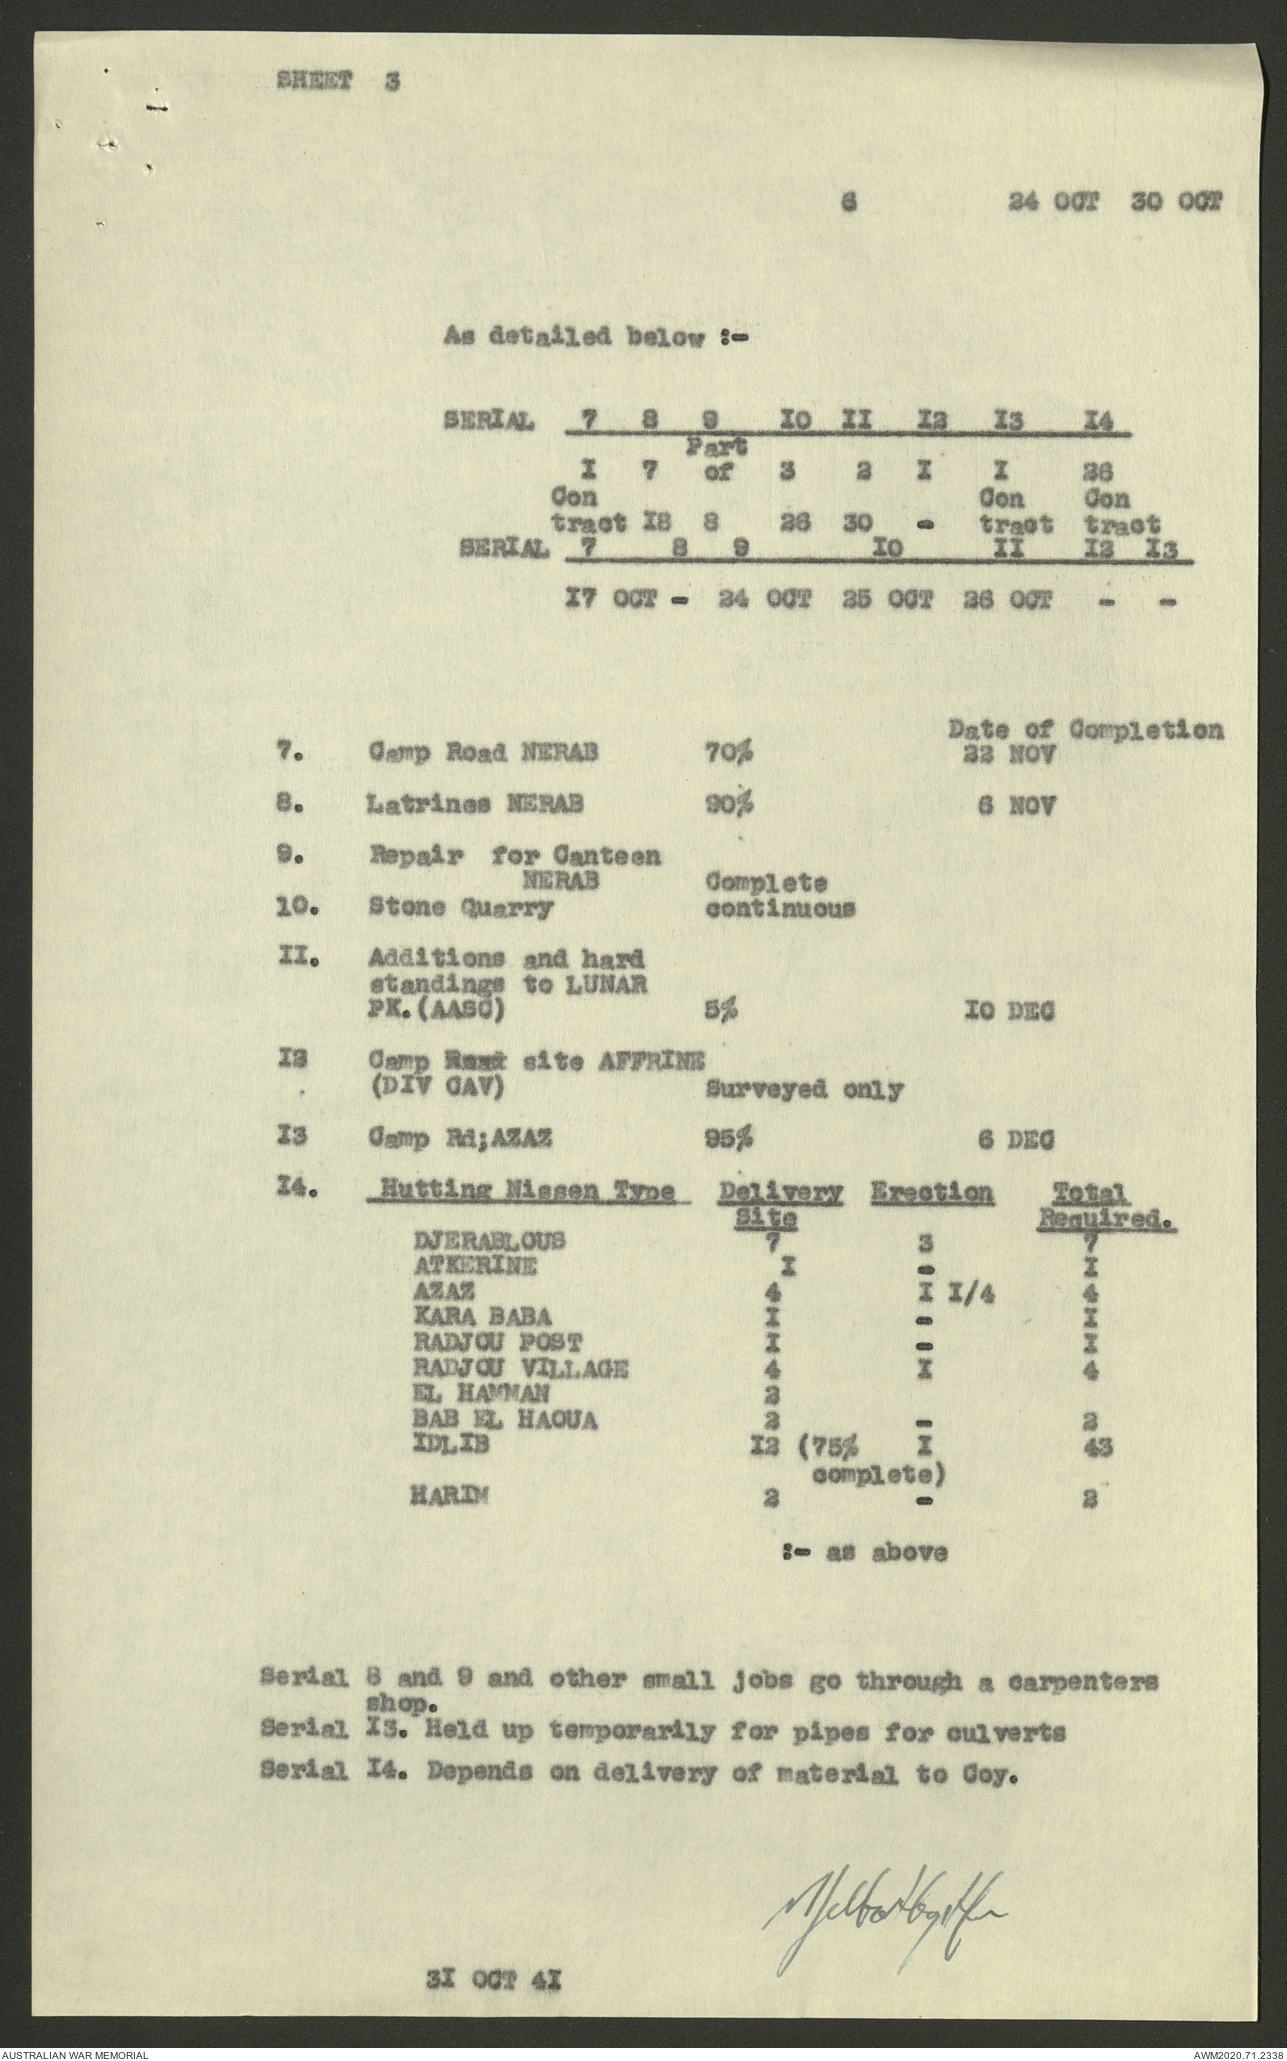 SHEET 3
6 24 OCT 30 OCT
As detailed below :-
SERIAL 7 8 9 I0 II I2 I3 I4
Part
I 7 of 3 2 I I 26
Con Con Con
tract I8 8 26 30 - tract tract
SERIAL 7 8 9 I0 II I2 I3
I7 OCT - 24 OCT 25 OCT 26 OCT - -
Date of Completion
7. Camp Road NERAB 70% 22 NOV
8. Latrines NERAB 90% 6 NOV
9. Repair for Canteen
NERAB Complete
10. Stone Quarry continuous
II. Additions and hard
standings to LUNAR
PK.(AASC) 5% I0 DEC
I2 Camp site AFFRINE
(DIV CAV) Surveyed only
I3 Camp Rd;AZAZ 95% 6 DEC
I4. Hutting Nissen Type Delivery Erection Total
Site Required.
DJERABLOUS 7 3 7
ATKERINE I - I
AZAZ 4 I I/4 4
KARA BABA I - I
RADJOU POST I - I
RADJOU VILLAGE 4 I 4
EL HAMMAN 2
BAB EL HAOUA 2 - 2
IDLIB I2 (75% I 43
complete)
HARIM 2 - 2
:- as above
Serial 8 and 9 and other small jobs go through a carpenters
shop.
Serial I3. Held up temporarily for pipes for culverts
Serial I4. Depends on delivery of material to Coy.
3I OCT 4I
AUSTRALIAN WAR MEMORIAL
AWM2020.71.2338